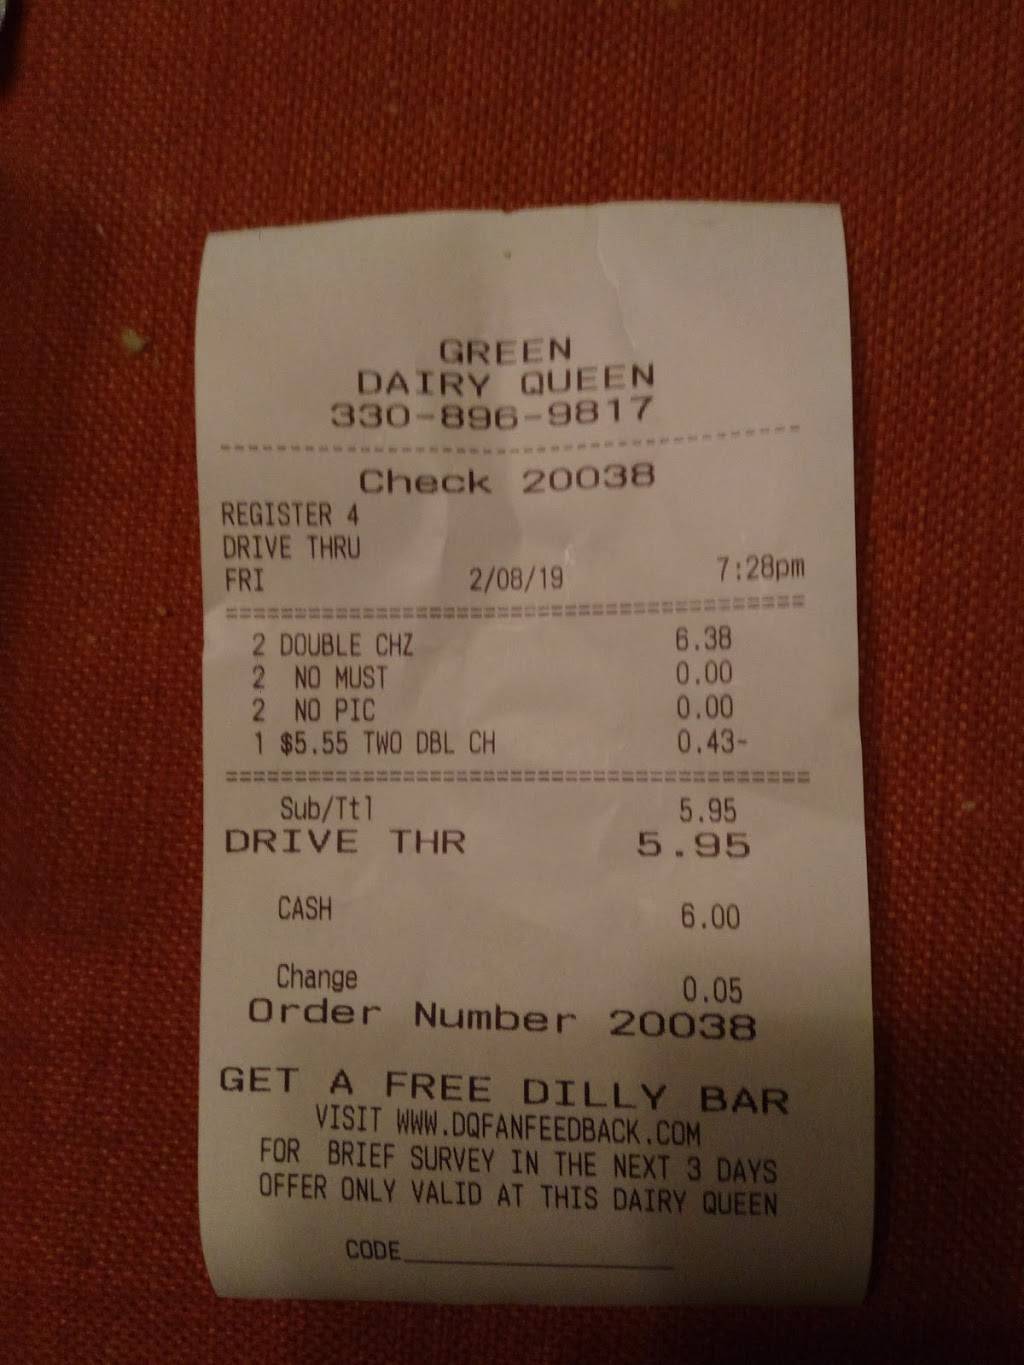 GREEN
DAIRY QUEEN
330-896-9817
Check 20038
REGISTER 4
DRIVE THRU
FRI 2/08/19 7:28pm
2 DOUBLE CHZ 6.38
2 NO MUST 0.00
2 NO PIC 0.00
1 $5.55 TWO DBL CH 0.43-
Sub/Ttl 5.95
DRIVE THR 5.95
CASH 6.00
Change 0.05
Order Number 20038
GET A FREE DILLY BAR
VISIT WWW.DQFANFEEDBACK.COM
FOR BRIEF SURVEY IN THE NEXT 3 DAYS
OFFER ONLY VALID AT THIS DAIRY QUEEN
CODE